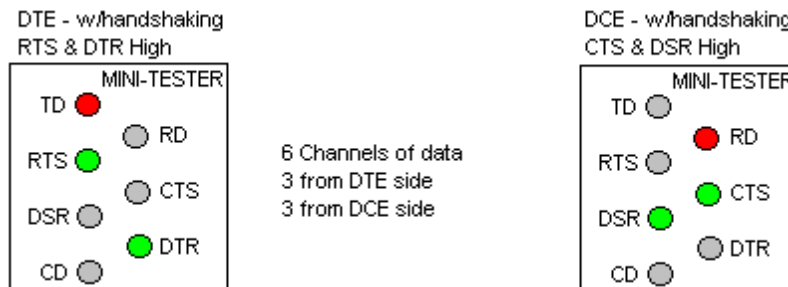 DTE - w/handshaking
RTS & DTR High
MINI-TESTER
TD
RD
RTS
CTS
DSR
DTR
CD
6 Channels of data
3 from DTE side
3 from DCE side
DCE - w/handshaking
CTS & DSR High
MINI-TESTER
TD
RD
RTS
CTS
DSR
DTR
CD